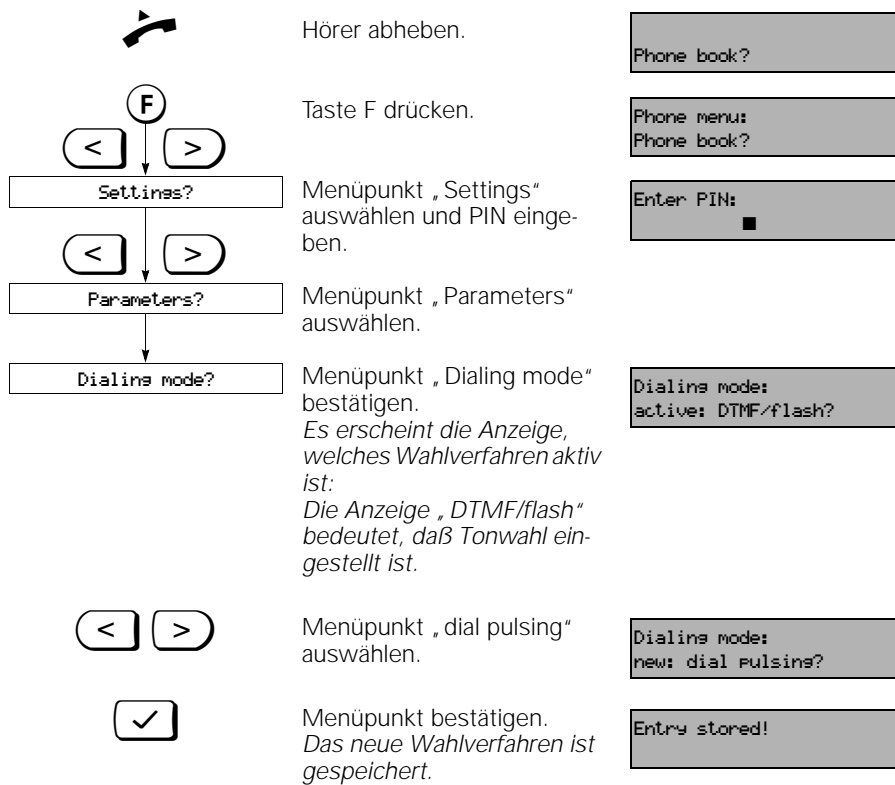 Hörer abheben.
Phone book?
F
Taste F drücken.
Phone menu:
Phone book?
< >
Settings?
Menüpunkt „Settings“
auswählen und PIN einge-
ben.
Enter PIN:
< >
Parameters?
Menüpunkt „Parameters“
auswählen.
Dialing mode?
Menüpunkt „Dialing mode“
bestätigen.
Es erscheint die Anzeige,
welches Wahlverfahren aktiv
ist:
Die Anzeige „DTMF/flash“
bedeutet, daß Tonwahl ein-
gestellt ist.
Dialing mode:
active: DTMF/flash?
< >
Menüpunkt „dial pulsing“
auswählen.
Dialing mode:
new: dial pulsing?
Menüpunkt bestätigen.
Das neue Wahlverfahren ist
gespeichert.
Entry stored!